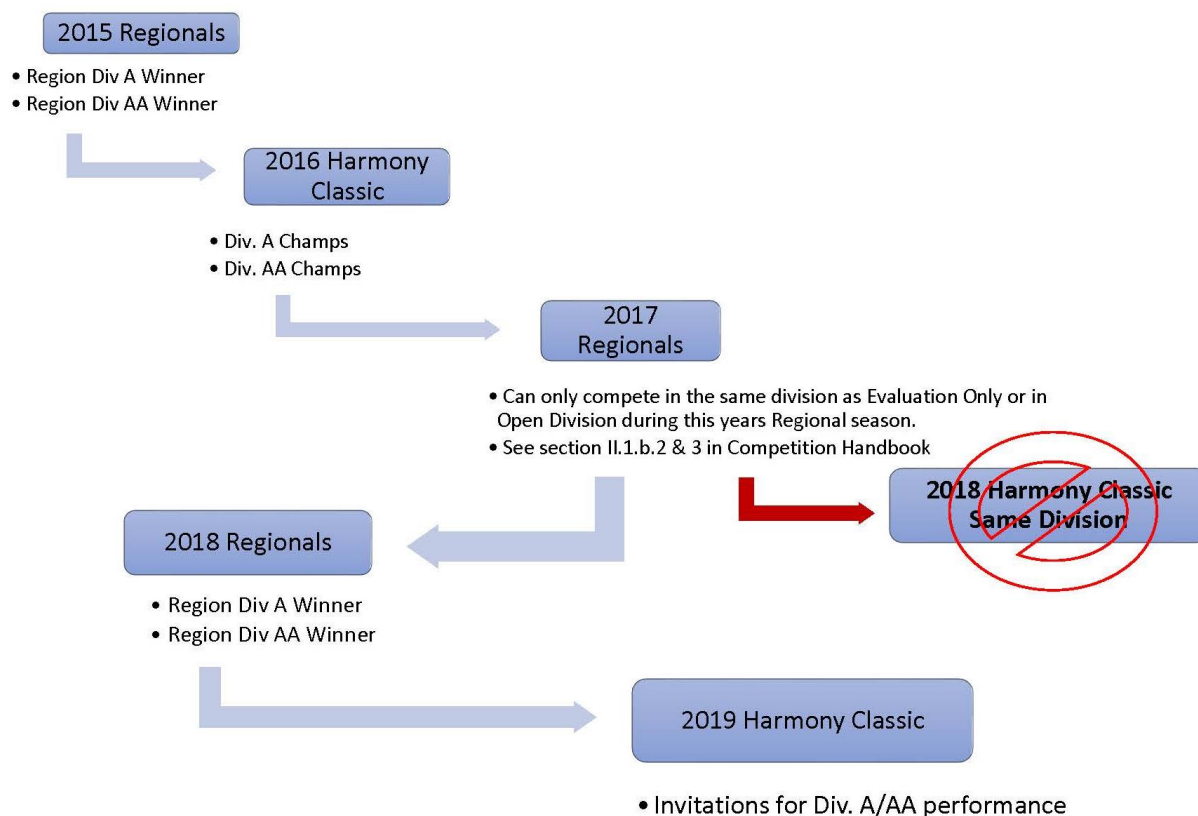 2015 Regionals
• Region Div A Winner
• Region Div AA Winner
2016 Harmony
Classic
• Div. A Champs
• Div. AA Champs
2017
Regionals
• Can only compete in the same division as Evaluation Only or in
Open Division during this years Regional season.
• See section II.1.b.2 & 3 in Competition Handbook
2018 Harmony Classic
Same Division
2018 Regionals
• Region Div A Winner
• Region Div AA Winner
2019 Harmony Classic
• Invitations for Div. A/AA performance